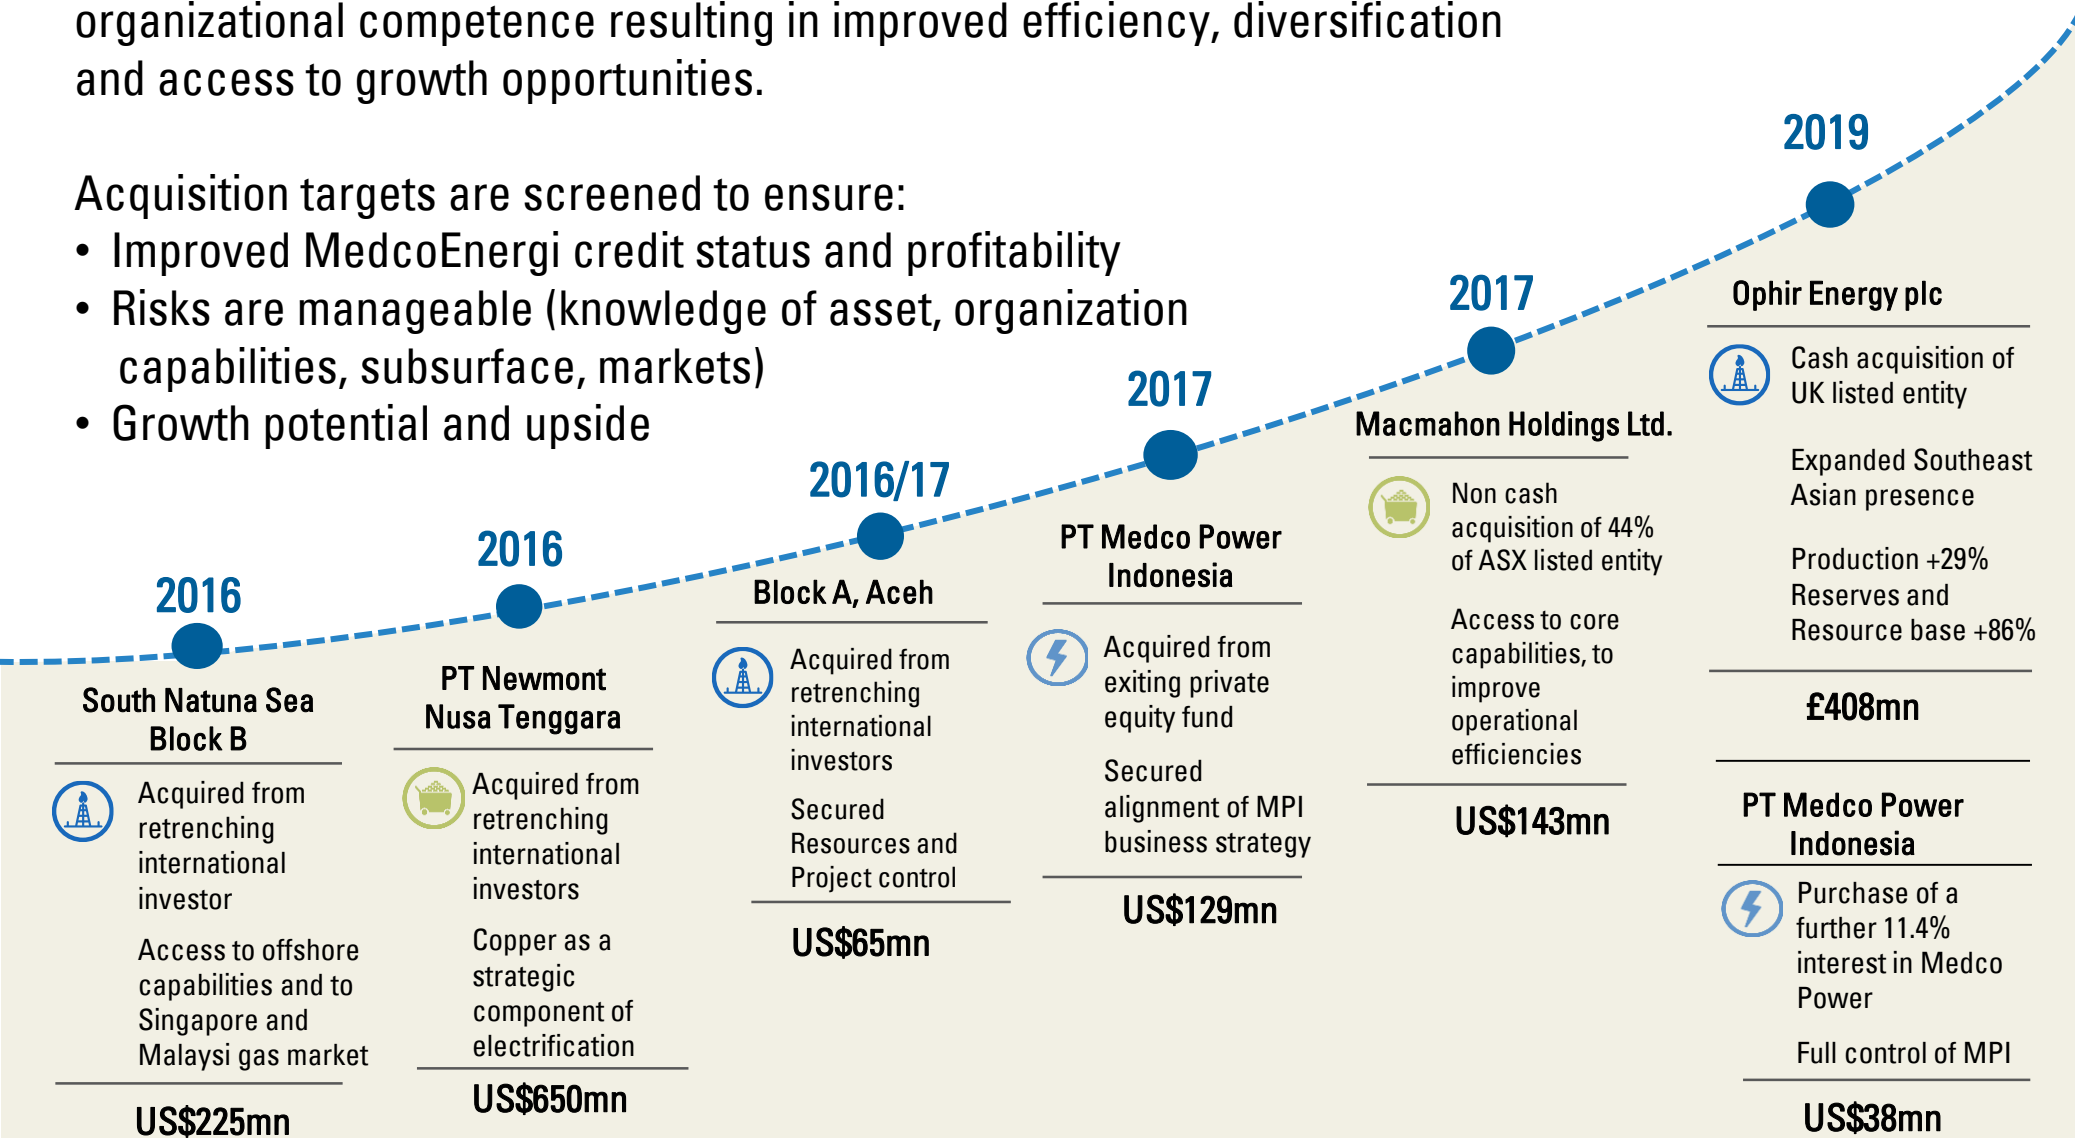 organizational competence resulting in improved efficiency, diversification
and access to growth opportunities.
Acquisition targets are screened to ensure:
• Improved MedcoEnergi credit status and profitability
• Risks are manageable (knowledge of asset, organization
capabilities, subsurface, markets)
• Growth potential and upside
2016
South Natuna Sea
Block B
Acquired from
retrenching
international
investor
Access to offshore
capabilities and to
Singapore and
Malaysi gas market
US$225mn
2016
PT Newmont
Nusa Tenggara
Acquired from
retrenching
international
investors
Copper as a
strategic
component of
electrification
US$650mn
2016/17
Block A, Aceh
Acquired from
retrenching
international
investors
Secured
Resources and
Project control
US$65mn
2017
PT Medco Power
Indonesia
Acquired from
exiting private
equity fund
Secured
alignment of MPI
business strategy
US$129mn
2017
Macmahon Holdings Ltd.
Non cash
acquisition of 44%
of ASX listed entity
Access to core
capabilities, to
improve
operational
efficiencies
US$143mn
2019
Ophir Energy plc
Cash acquisition of
UK listed entity
Expanded Southeast
Asian presence
Production +29%
Reserves and
Resource base +86%
£408mn
PT Medco Power
Indonesia
Purchase of a
further 11.4%
interest in Medco
Power
Full control of MPI
US$38mn